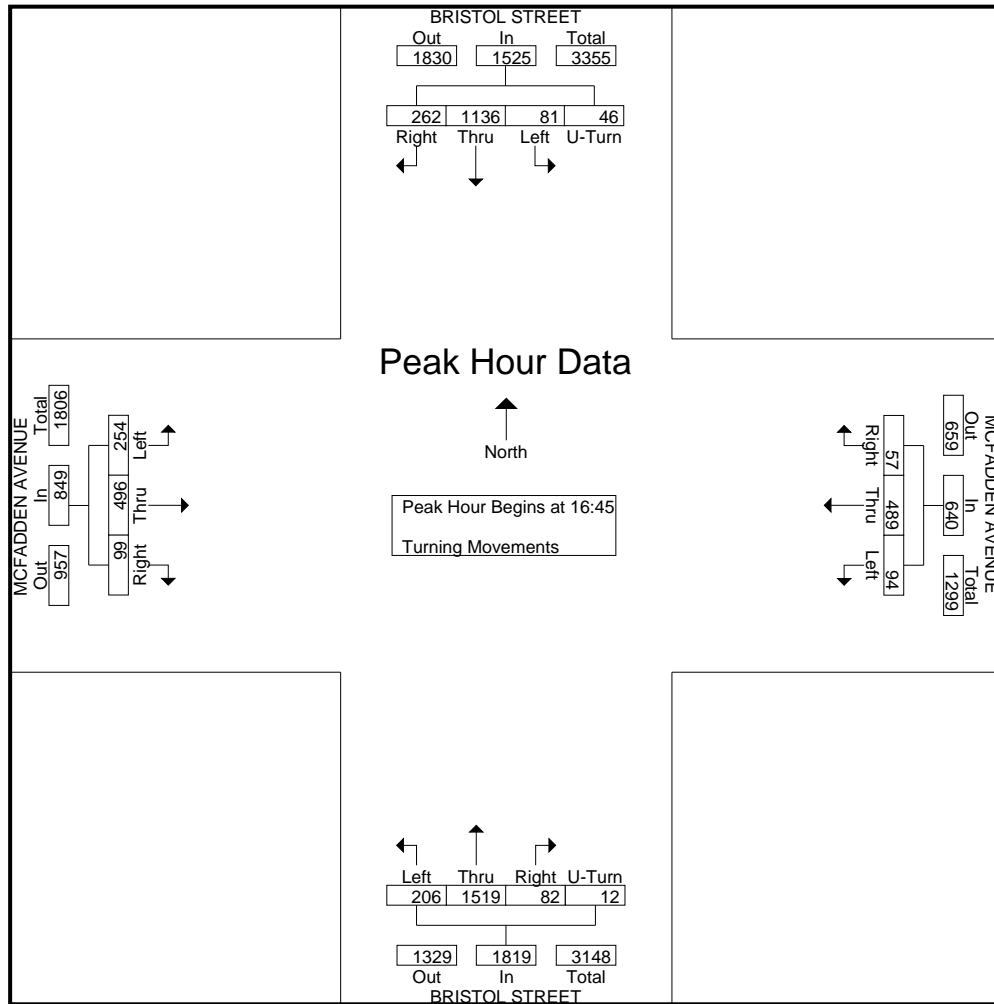 BRISTOL STREET
Out In Total
1830 1525 3355
262 1136 81 46
Right Thru Left U-Turn
Peak Hour Data
North
Peak Hour Begins at 16:45
Turning Movements
MCFADDEN AVENUE
Total In Out
1806 849 957
254 496 99
Left Thru Right
MCFADDEN AVENUE
Out In Total
659 640 1299
57 489 94
Right Thru Left
Left Thru Right U-Turn
206 1519 82 12
1329 1819 3148
Out In Total
BRISTOL STREET